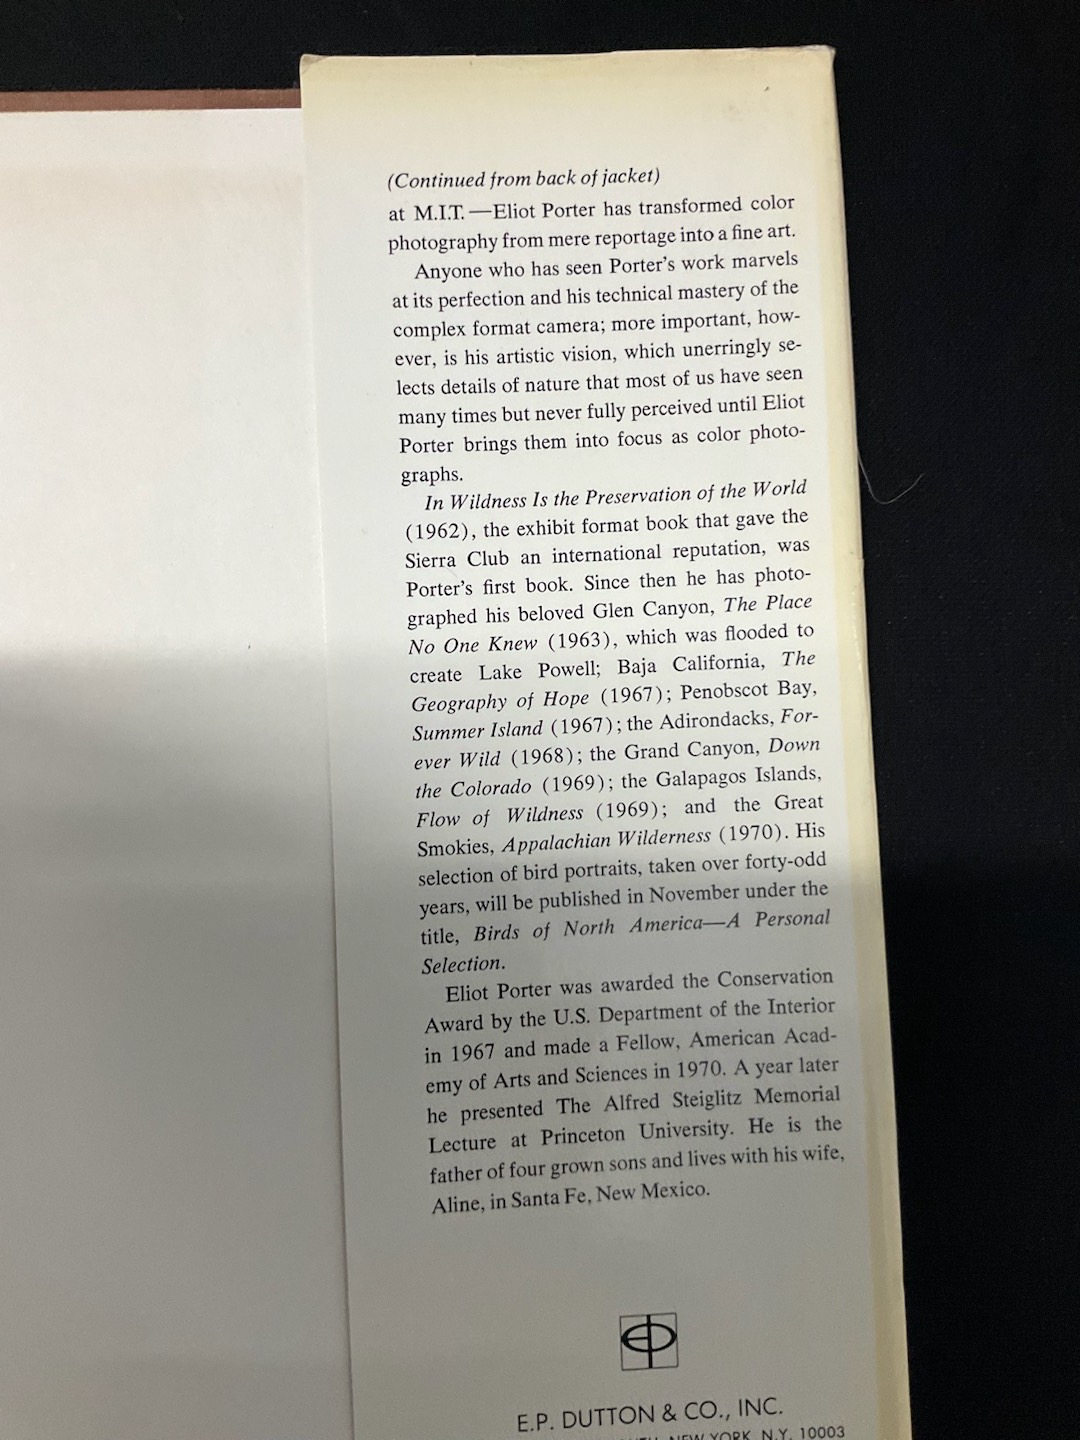 (Continued from back of jacket)
at M.I.T.—Eliot Porter has transformed color
photography from mere reportage into a fine art.
Anyone who has seen Porter's work marvels
at its perfection and his technical mastery of the
complex format camera; more important, how-
ever, is his artistic vision, which unerringly se-
lects details of nature that most of us have seen
many times but never fully perceived until Eliot
Porter brings them into focus as color photo-
graphs.
In Wildness Is the Preservation of the World
(1962), the exhibit format book that gave the
Sierra Club an international reputation, was
Porter's first book. Since then he has photo-
graphed his beloved Glen Canyon, The Place
No One Knew (1963), which was flooded to
create Lake Powell; Baja California, The
Geography of Hope (1967); Penobscot Bay,
Summer Island (1967); the Adirondacks, For-
ever Wild (1968); the Grand Canyon, Down
the Colorado (1969); the Galapagos Islands,
Flow of Wildness (1969); and the Great
Smokies, Appalachian Wilderness (1970). His
selection of bird portraits, taken over forty-odd
years, will be published in November under the
title, Birds of North America—A Personal
Selection.
Eliot Porter was awarded the Conservation
Award by the U.S. Department of the Interior
in 1967 and made a Fellow, American Acad-
emy of Arts and Sciences in 1970. A year later
he presented The Alfred Steiglitz Memorial
Lecture at Princeton University. He is the
father of four grown sons and lives with his wife,
Aline, in Santa Fe, New Mexico.
E.P. DUTTON & CO., INC.
NEW YORK, N.Y. 10003